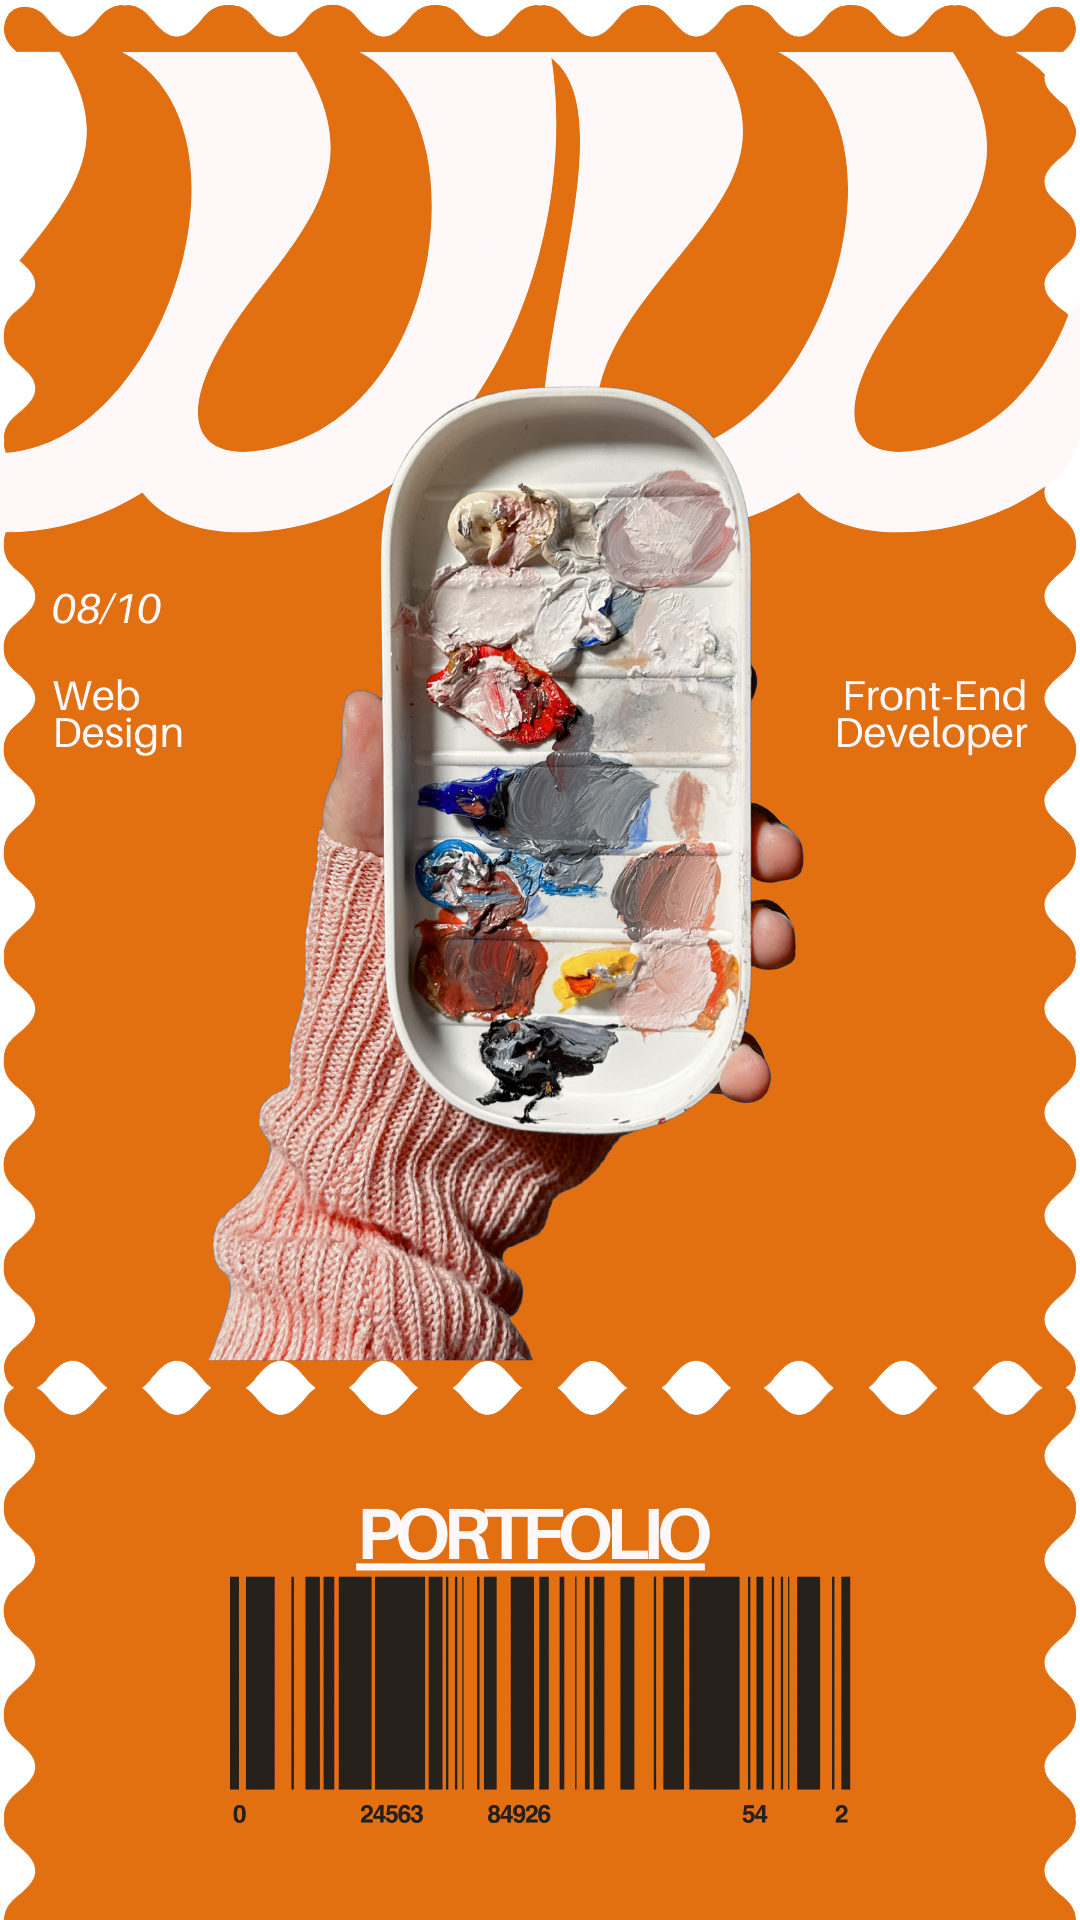 08/10
Web
Design
Front-End
Developer
PORTFOLIO
0 24563 84926 54 2